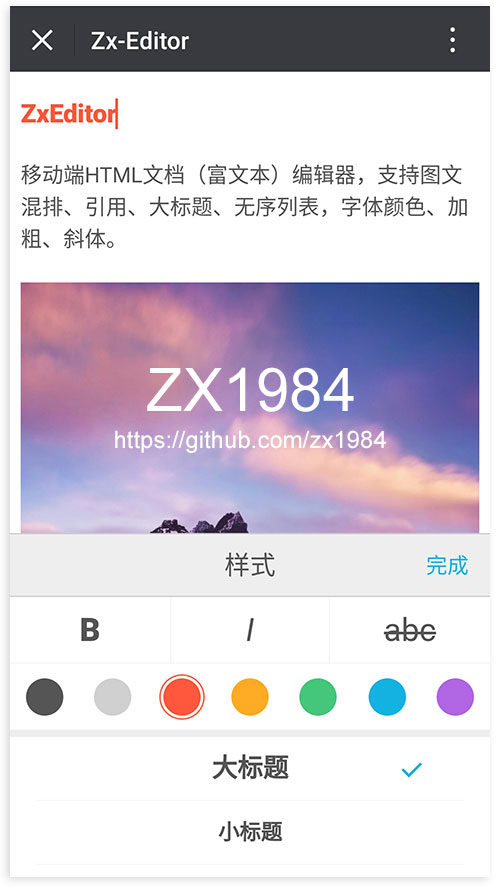 Zx-Editor
ZxEditor
移动端HTML文档（富文本）编辑器，支持图文
混排、引用、大标题、无序列表，字体颜色、加
粗、斜体。
ZX1984
https://github.com/zx1984
样式 完成
B I abc
大标题
小标题